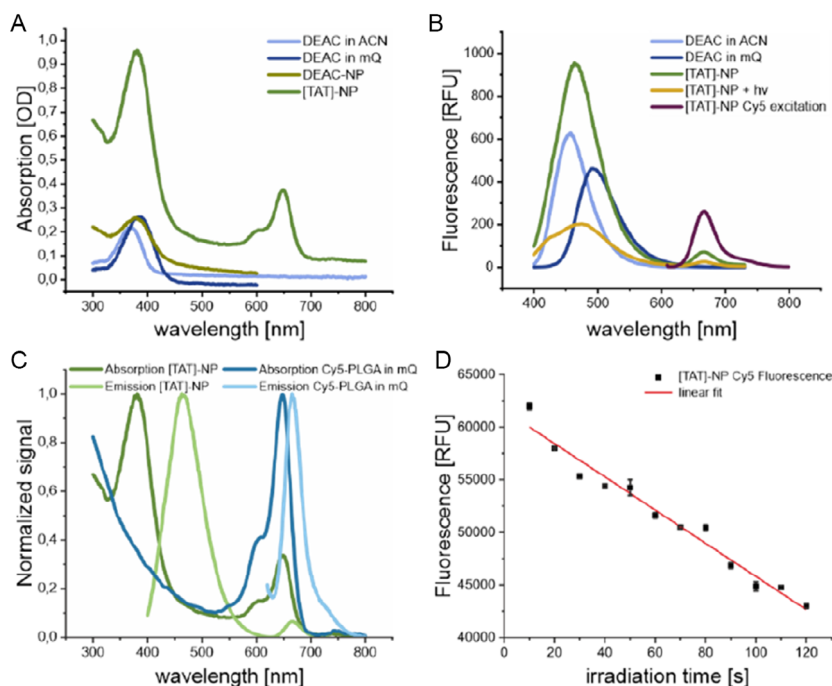 A
Absorption [OD]
1,0
0,9
0,8
0,7
0,6
0,5
0,4
0,3
0,2
0,1
0,0
DEAC in ACN
DEAC in mQ
DEAC-NP
[TAT]-NP
300 400 500 600 700 800
wavelength [nm]
B
Fluorescence [RFU]
1000
800
600
400
200
0
DEAC in ACN
DEAC in mQ
[TAT]-NP
[TAT]-NP + hv
[TAT]-NP Cy5 excitation
400 500 600 700 800
wavelength [nm]
C
Normalized signal
Absorption [TAT]-NP
Absorption Cy5-PLGA in mQ
Emission [TAT]-NP
Emission Cy5-PLGA in mQ
1,0
0,8
0,6
0,4
0,2
0,0
300 400 500 600 700 800
wavelength [nm]
D
Fluorescence [RFU]
65000
60000
55000
50000
45000
40000
[TAT]-NP Cy5 Fluorescence
linear fit
0 20 40 60 80 100 120
irradiation time [s]